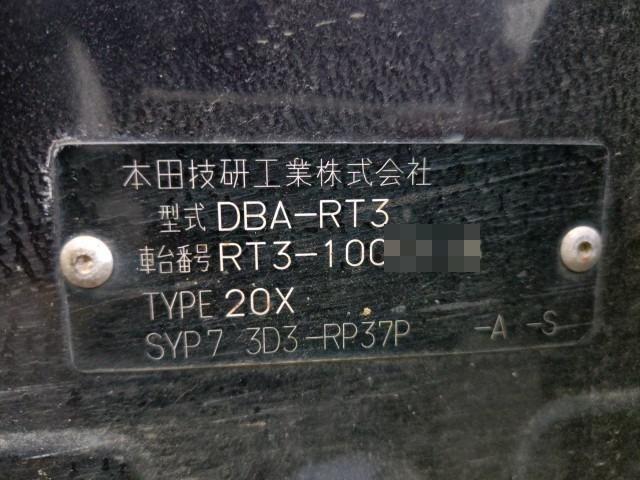 本田技研工業株式会社
型式 DBA-RT3
車台番号 RT3-100
TYPE 20X
SYP7 3D3-RP37P -A -S